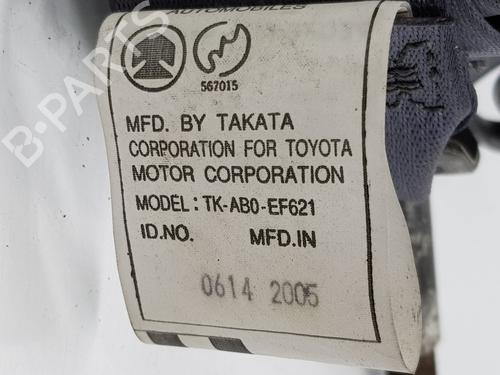 AUTOMOBILES
567015
MFD. BY TAKATA
CORPORATION FOR TOYOTA
MOTOR CORPORATION
MODEL: TK-AB0-EF621
ID.NO. MFD.IN
0614 2005